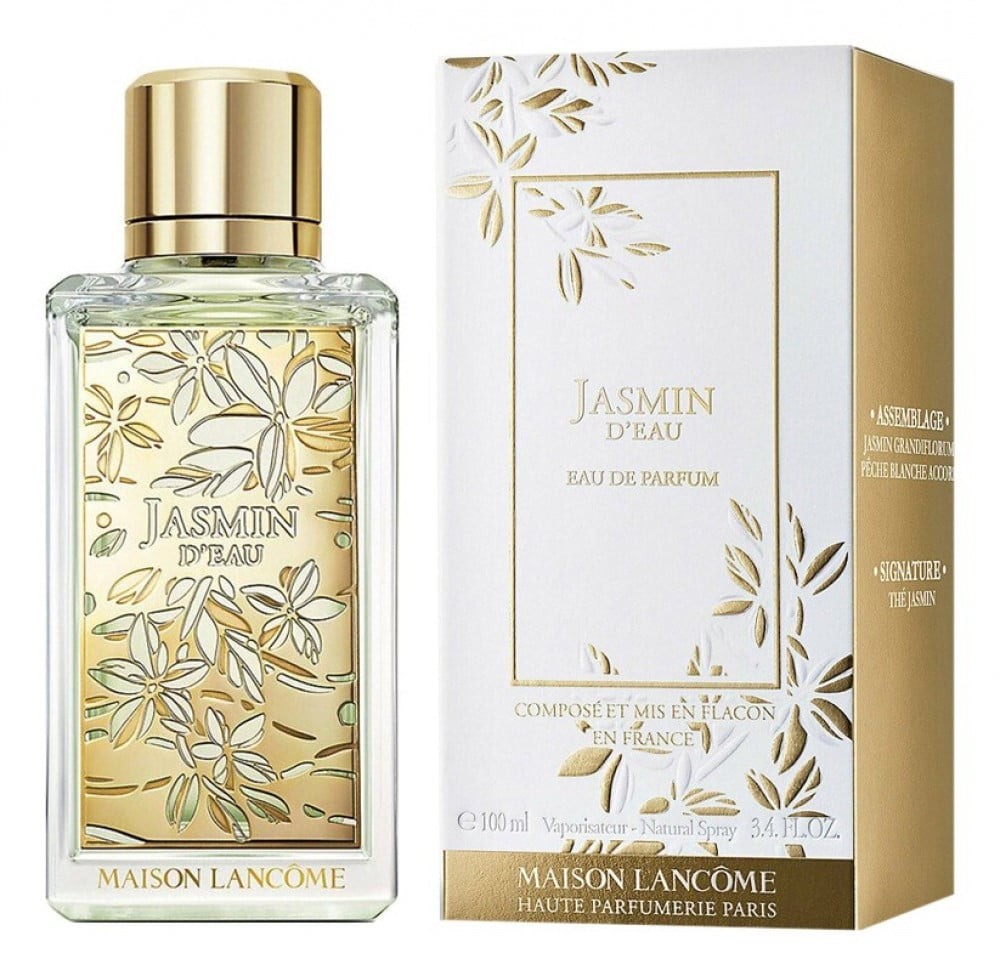 JASMIN
D'EAU
MAISON LANCÔME
JASMIN
D'EAU
EAU DE PARFUM
COMPOSÉ ET MIS EN FLACON
EN FRANCE
℮ 100 ml Vaporisateur - Natural Spray 3.4. FL.OZ.
MAISON LANCÔME
HAUTE PARFUMERIE PARIS
• ASSEMBLAGE •
JASMIN GRANDIFLORUM
PÊCHE BLANCHE ACCORD
• SIGNATURE •
THÉ JASMIN